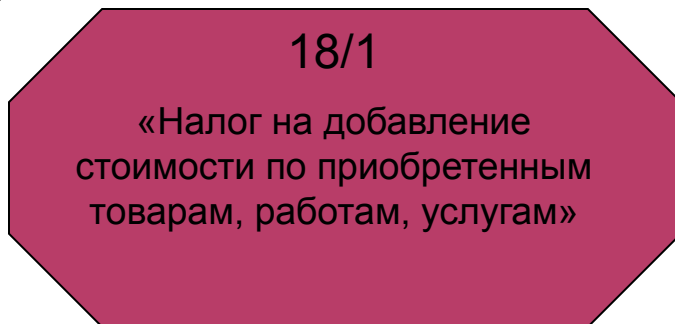 18/1
«Налог на добавление
стоимости по приобретенным
товарам, работам, услугам»